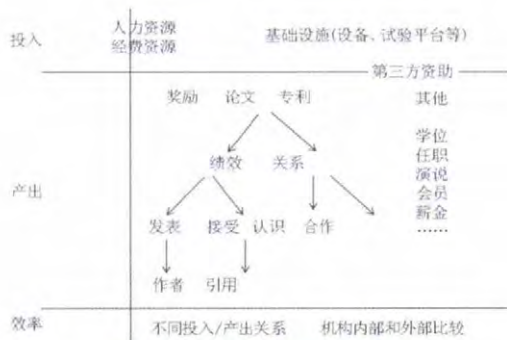 人力资源
投入
经费资源
基础设施(设备、试验平台等)
第三方资助
奖励 论文 专利 其他
学位
绩效 关系 任职
演说
产出
会员
薪金
发表 接受 认识 合作 ……
作者 引用
效率 不同投入/产出关系 机构内部和外部比较